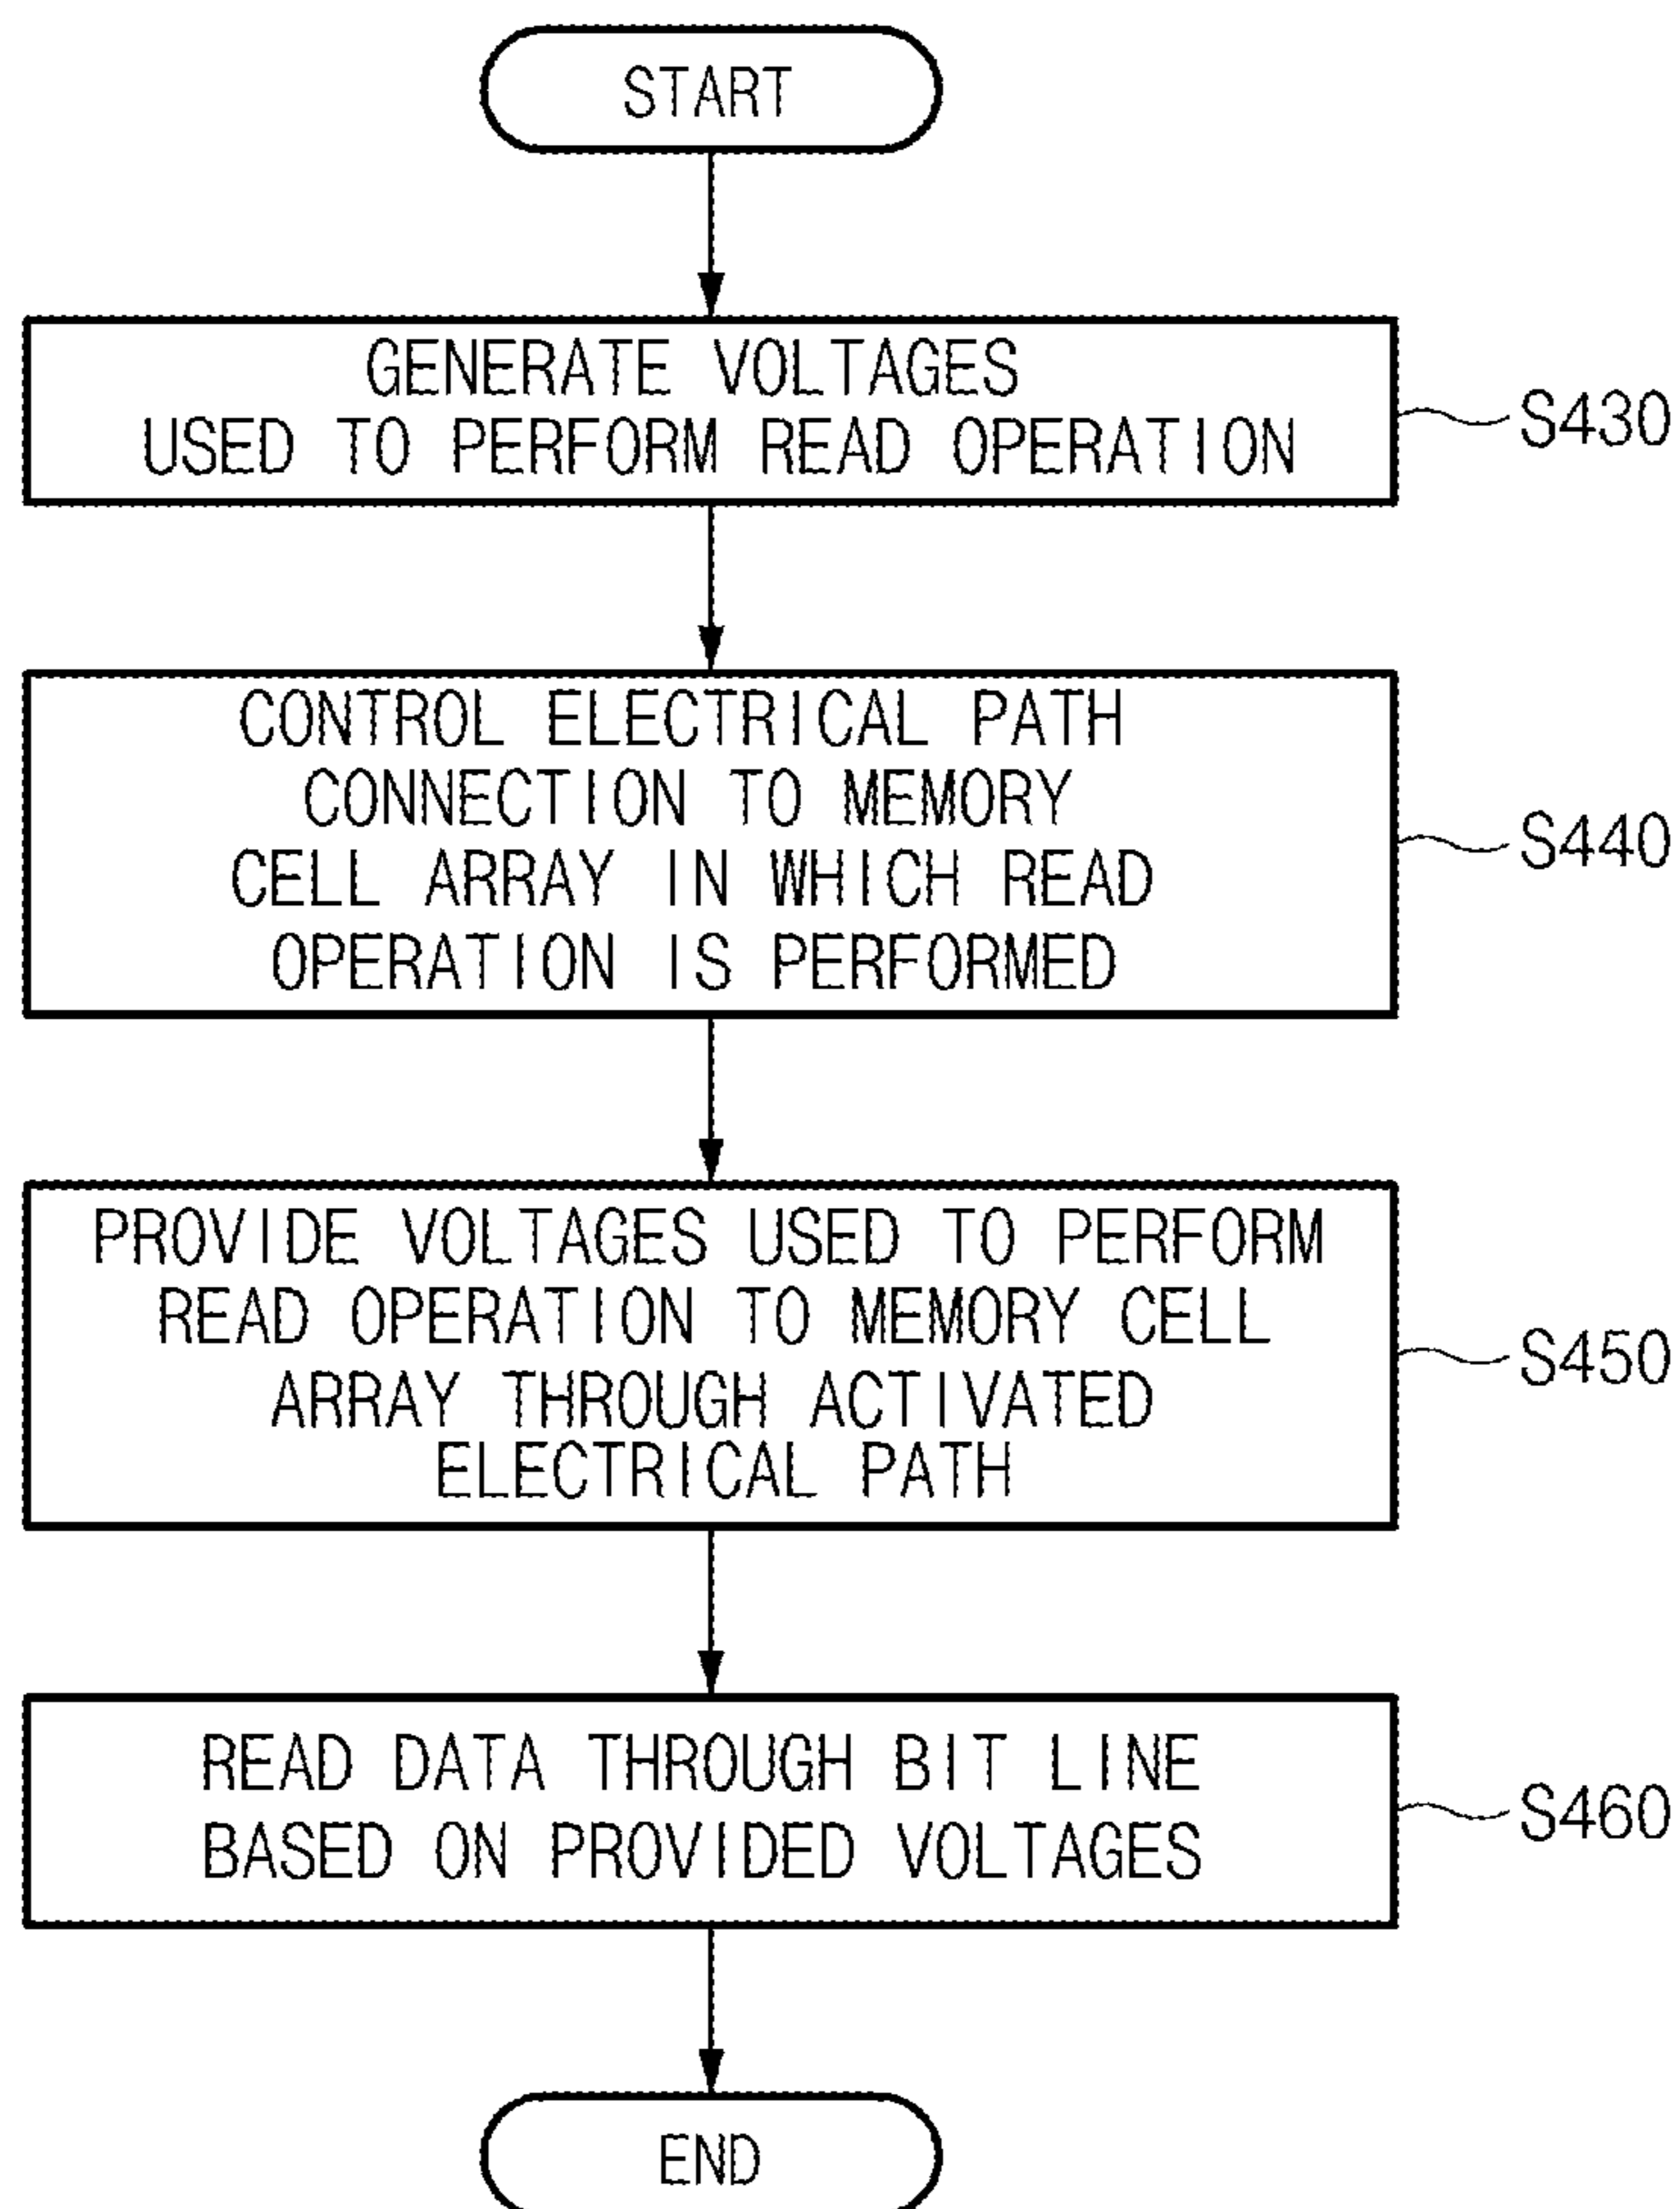 START
GENERATE VOLTAGES
USED TO PERFORM READ OPERATION
S430
CONTROL ELECTRICAL PATH
CONNECTION TO MEMORY
CELL ARRAY IN WHICH READ
OPERATION IS PERFORMED
S440
PROVIDE VOLTAGES USED TO PERFORM
READ OPERATION TO MEMORY CELL
ARRAY THROUGH ACTIVATED
ELECTRICAL PATH
S450
READ DATA THROUGH BIT LINE
BASED ON PROVIDED VOLTAGES
S460
END